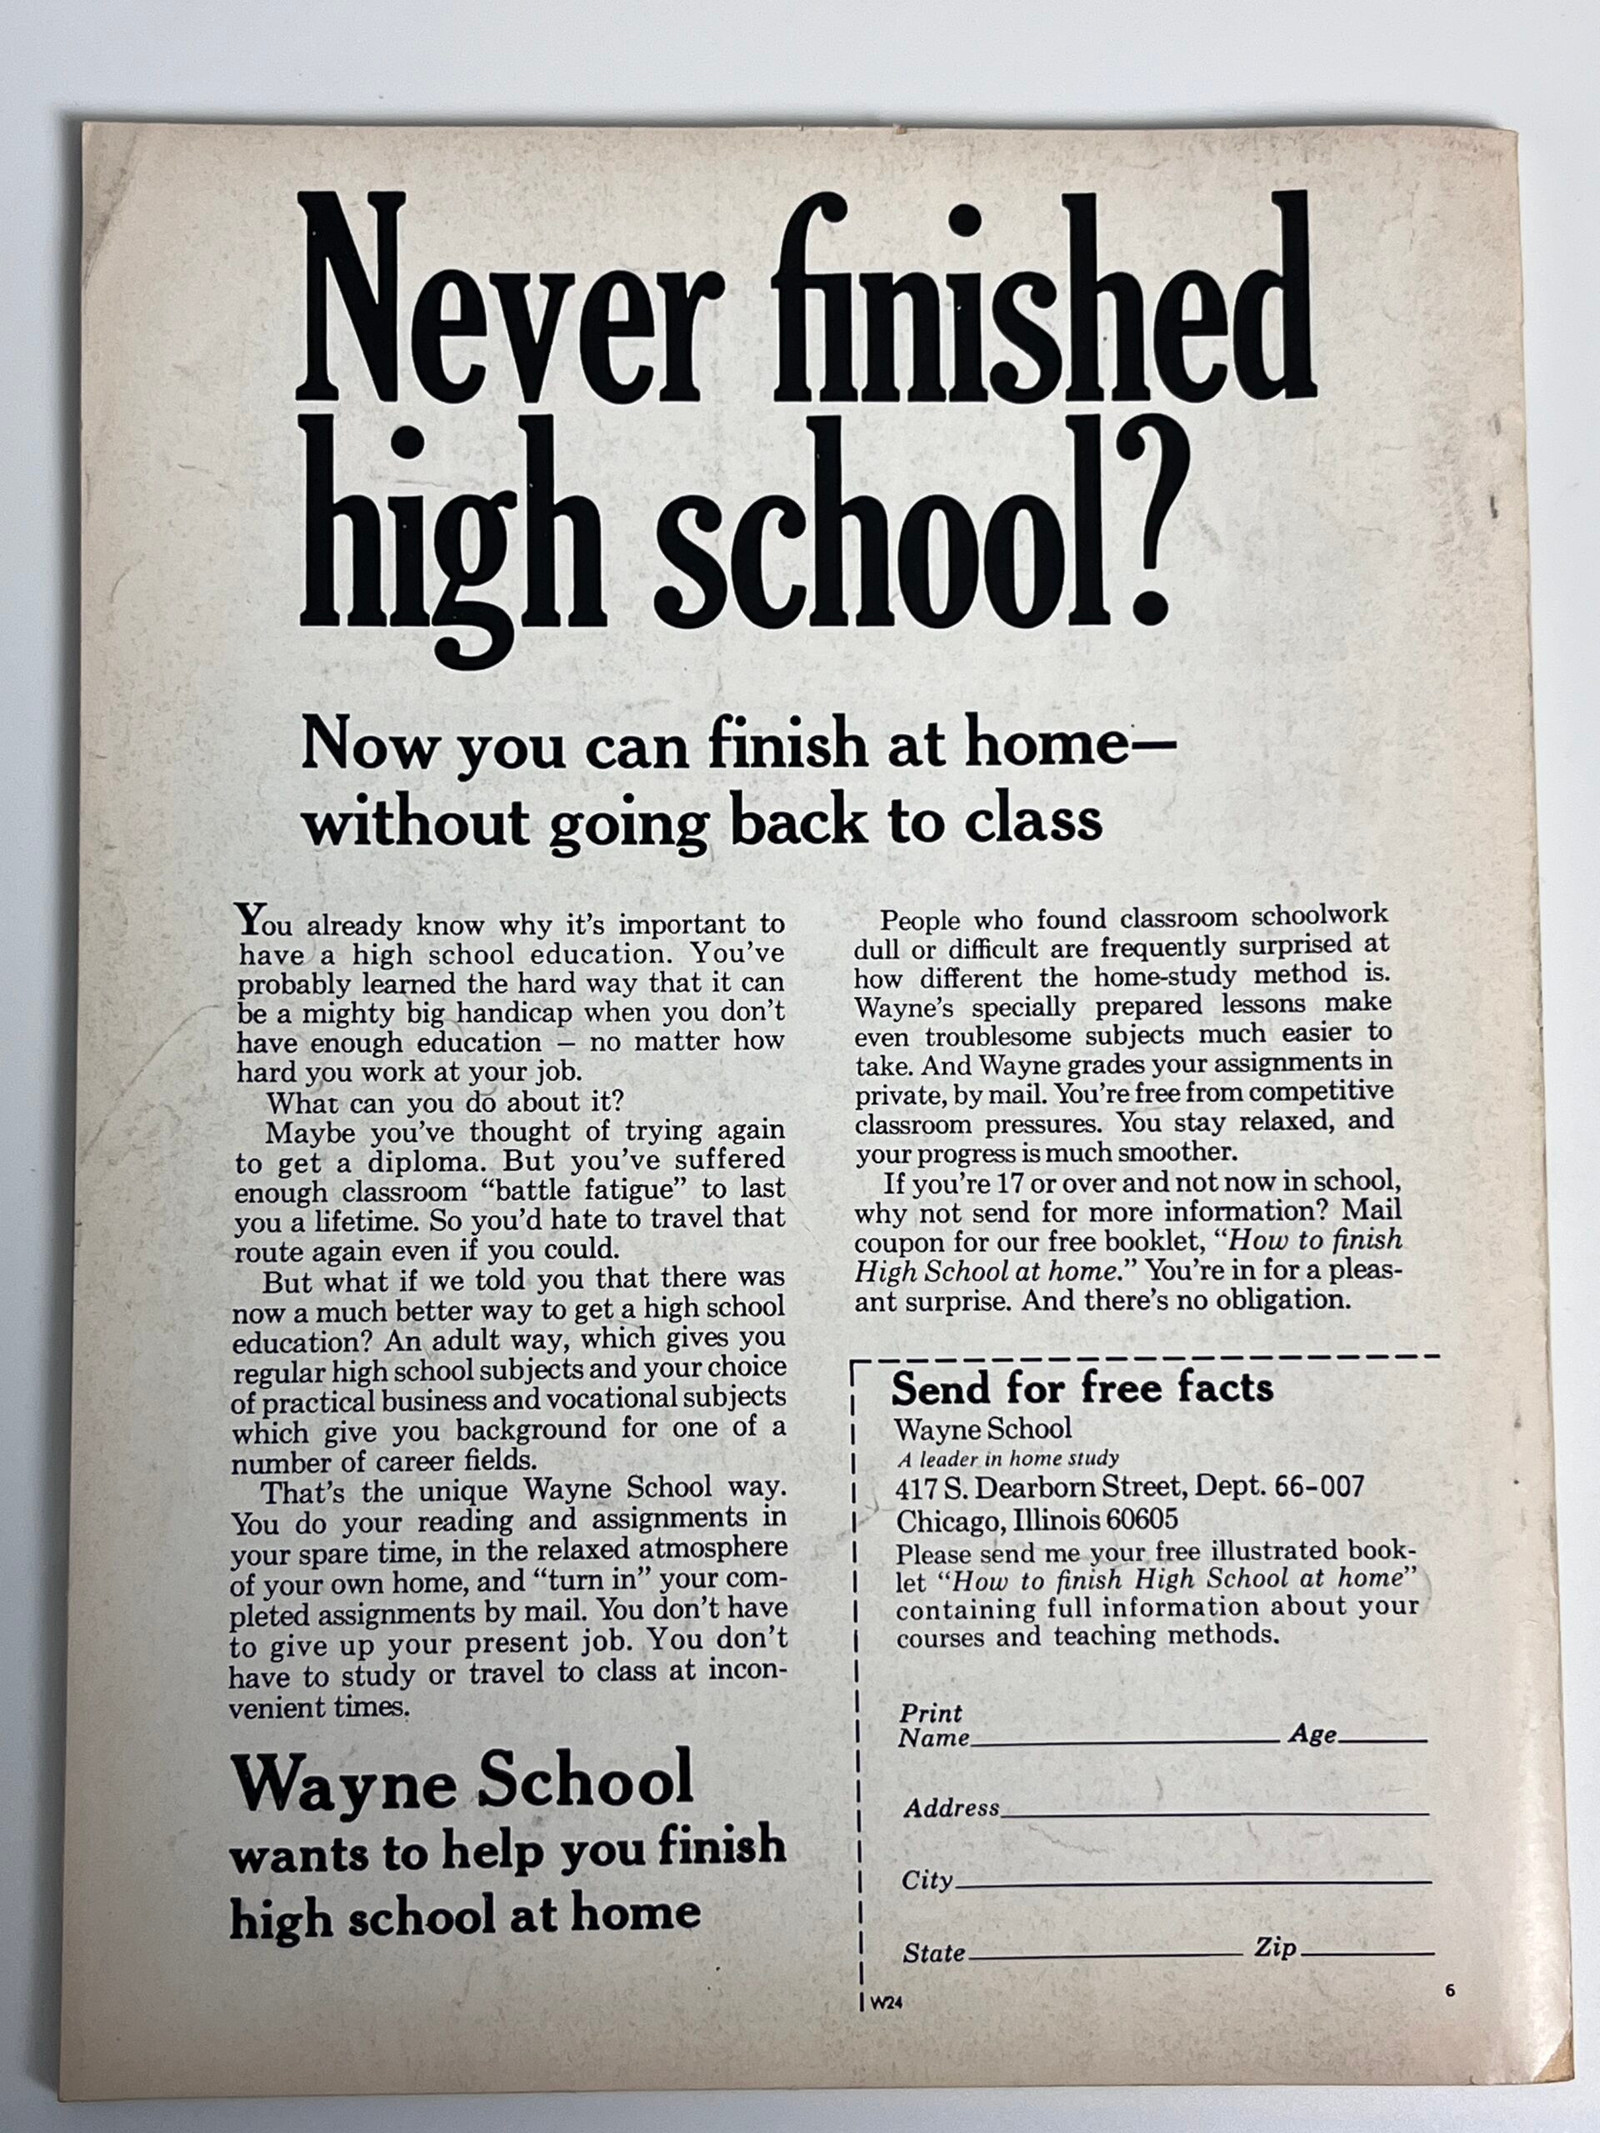 Never finished
high school?
Now you can finish at home—
without going back to class
You already know why it's important to
have a high school education. You've
probably learned the hard way that it can
be a mighty big handicap when you don't
have enough education – no matter how
hard you work at your job.
What can you do about it?
Maybe you've thought of trying again
to get a diploma. But you've suffered
enough classroom “battle fatigue” to last
you a lifetime. So you'd hate to travel that
route again even if you could.
But what if we told you that there was
now a much better way to get a high school
education? An adult way, which gives you
regular high school subjects and your choice
of practical business and vocational subjects
which give you background for one of a
number of career fields.
That's the unique Wayne School way.
You do your reading and assignments in
your spare time, in the relaxed atmosphere
of your own home, and “turn in” your com-
pleted assignments by mail. You don't have
to give up your present job. You don't
have to study or travel to class at incon-
venient times.
Wayne School
wants to help you finish
high school at home
People who found classroom schoolwork
dull or difficult are frequently surprised at
how different the home-study method is.
Wayne's specially prepared lessons make
even troublesome subjects much easier to
take. And Wayne grades your assignments in
private, by mail. You're free from competitive
classroom pressures. You stay relaxed, and
your progress is much smoother.
If you're 17 or over and not now in school,
why not send for more information? Mail
coupon for our free booklet, “How to finish
High School at home.” You're in for a pleas-
ant surprise. And there's no obligation.
Send for free facts
Wayne School
A leader in home study
417 S. Dearborn Street, Dept. 66-007
Chicago, Illinois 60605
Please send me your free illustrated book-
let “How to finish High School at home”
containing full information about your
courses and teaching methods.
Print
Name Age
Address
City
State Zip
W24
6